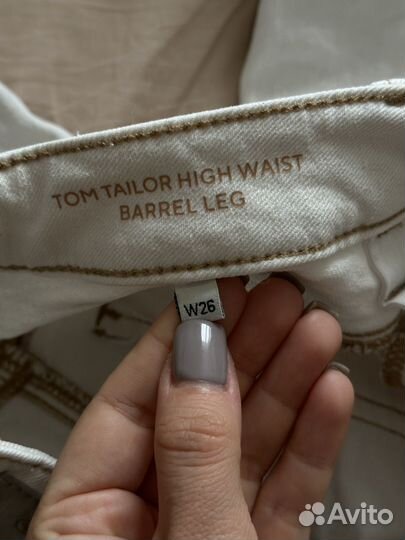 TOM TAILOR HIGH WAIST
BARREL LEG
W26
Avito